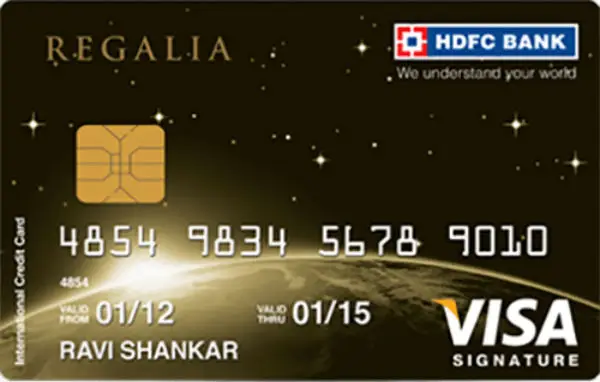 REGALIA
HDFC BANK
We understand your world
International Credit Card
4854 9834 5678 9010
4854
VALID FROM 01/12 VALID THRU 01/15
RAVI SHANKAR
VISA
SIGNATURE